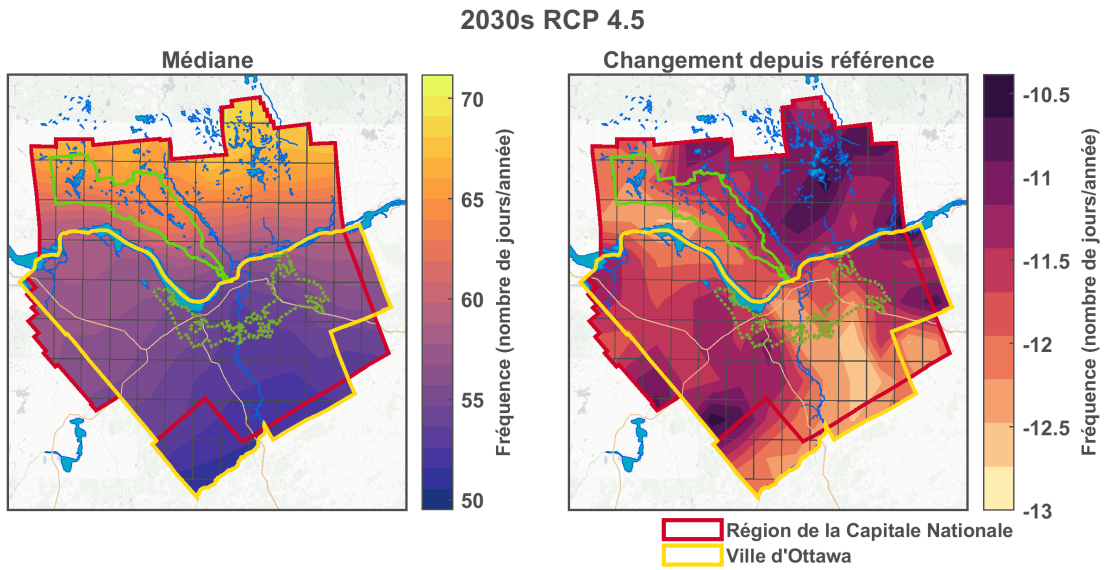 2030s RCP 4.5
Médiane
Changement depuis référence
70
65
60
55
50
Fréquence (nombre de jours/année)
-10.5
-11
-11.5
-12
-12.5
-13
Fréquence (nombre de jours/année)
Région de la Capitale Nationale
Ville d'Ottawa